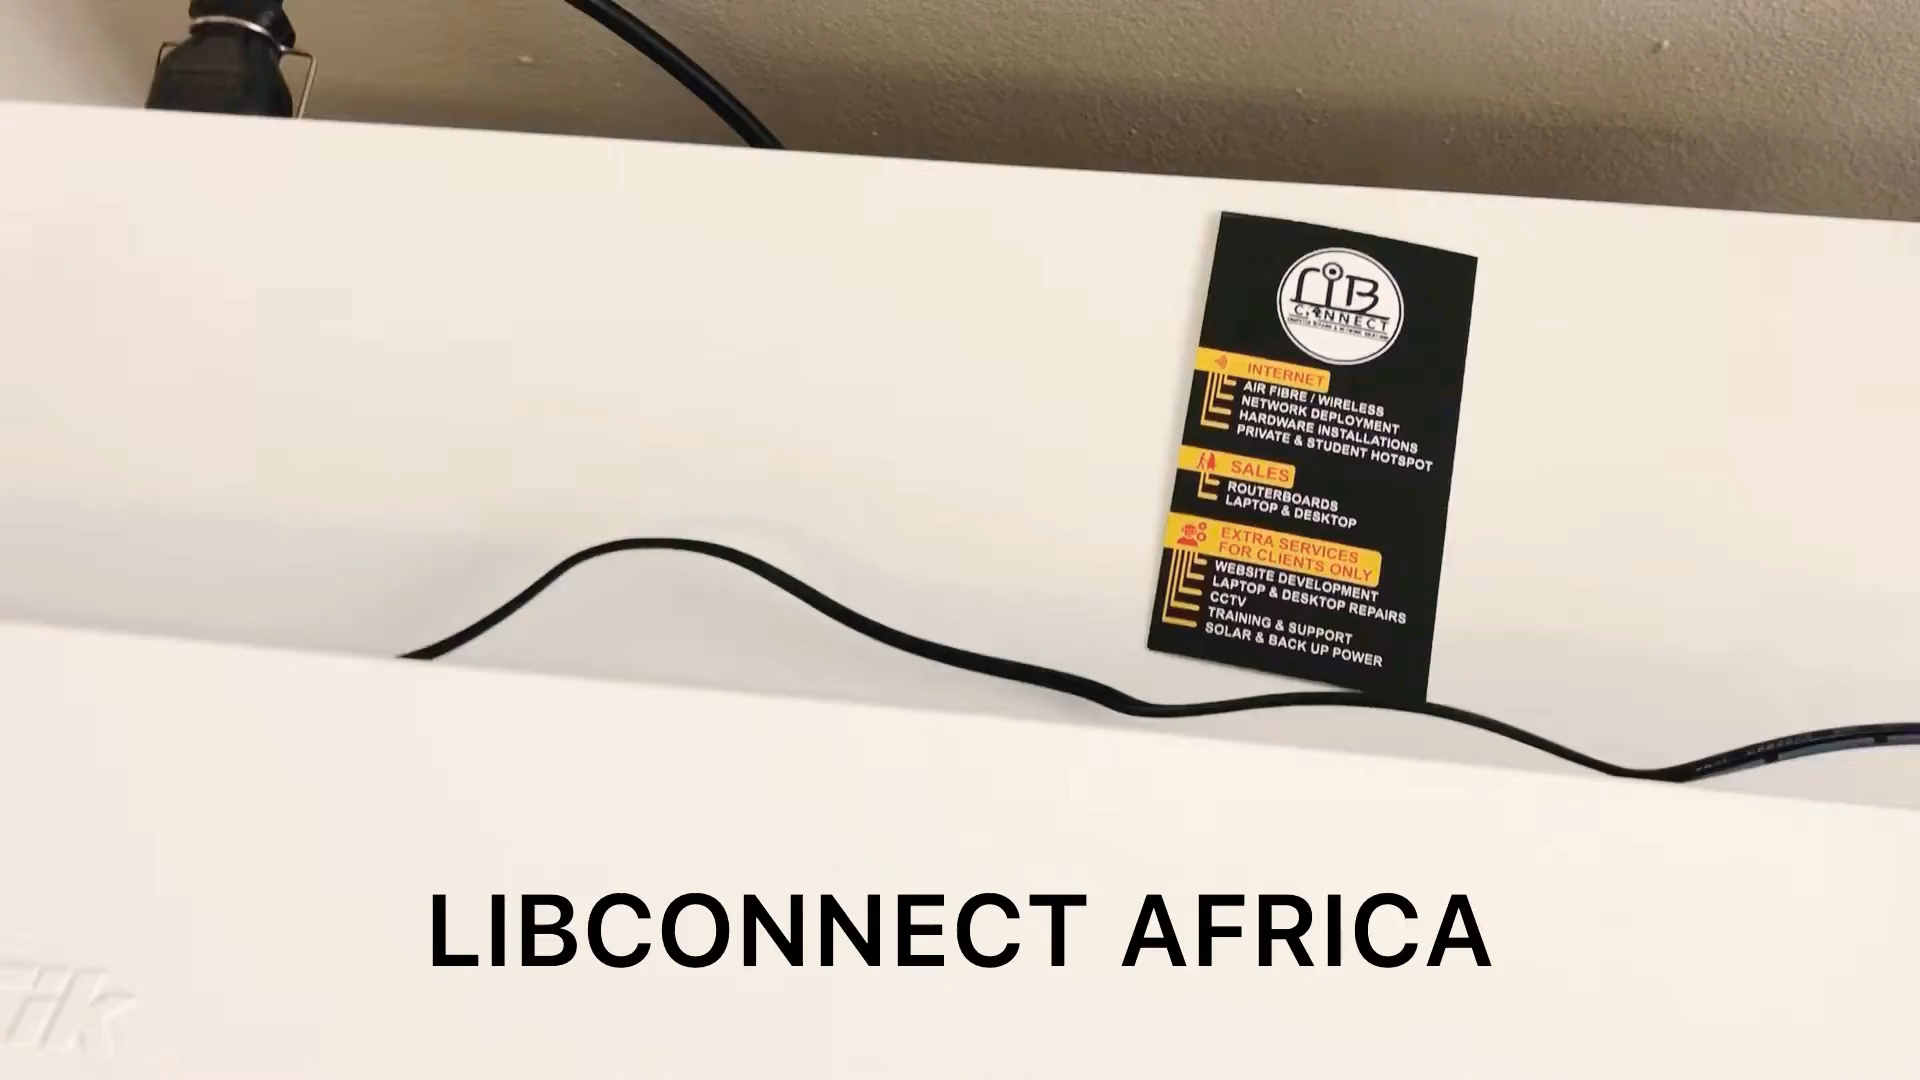 LiB
CONNECT
INTERNET
AIR FIBRE / WIRELESS
NETWORK DEPLOYMENT
HARDWARE INSTALLATIONS
PRIVATE & STUDENT HOTSPOT
SALES
ROUTERBOARDS
LAPTOP & DESKTOP
EXTRA SERVICES
FOR CLIENTS ONLY
WEBSITE DEVELOPMENT
LAPTOP & DESKTOP REPAIRS
CCTV
TRAINING & SUPPORT
SOLAR & BACK UP POWER
LIBCONNECT AFRICA